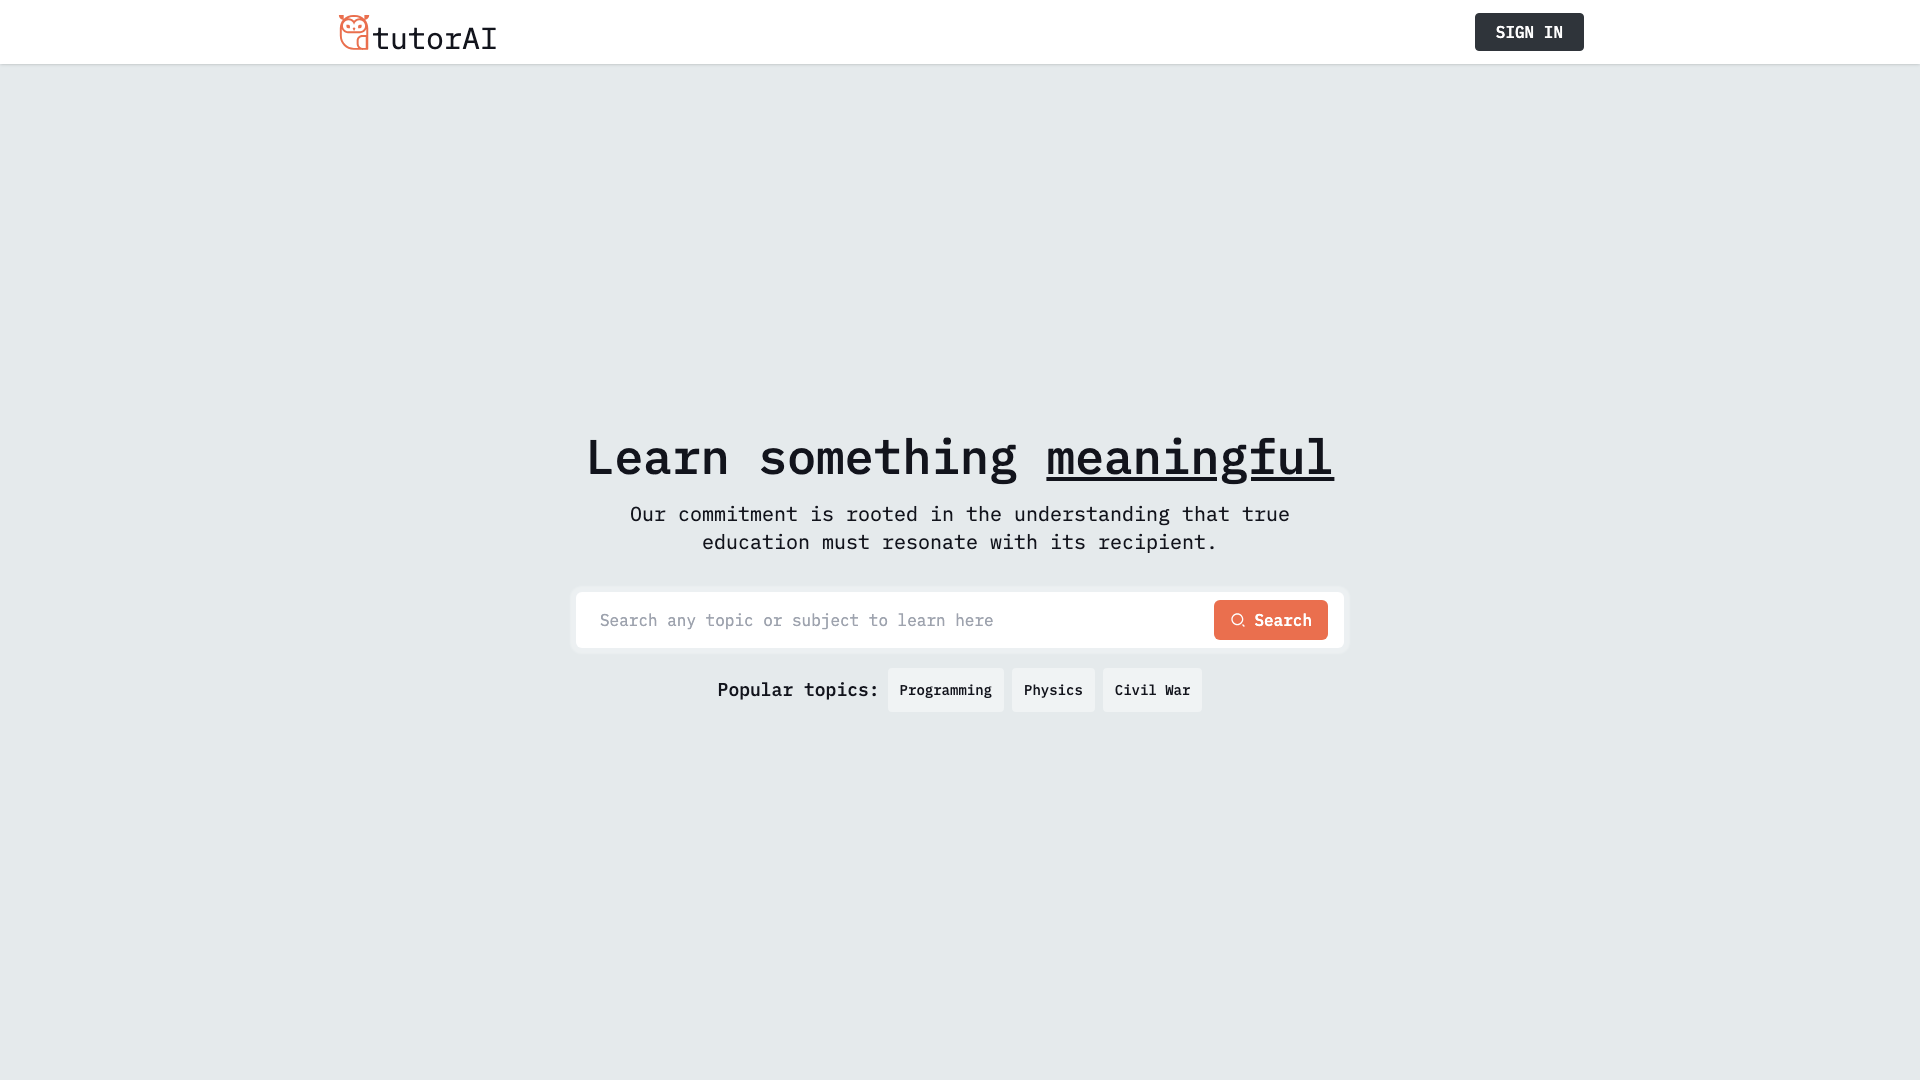 tutorAI
SIGN IN
Learn something meaningful
Our commitment is rooted in the understanding that true
education must resonate with its recipient.
Search any topic or subject to learn here
Search
Popular topics: Programming Physics Civil War